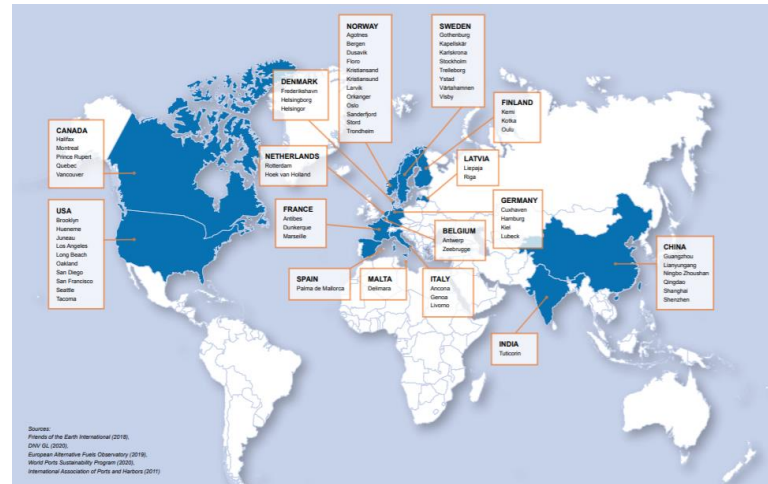 NORWAY
Agotnes
Bergen
Dusavik
Floro
Kristiansand
Kristiansund
Larvik
Orkanger
Oslo
Sanderfjord
Stord
Trondheim
SWEDEN
Gothenburg
Kapellskär
Karlskrona
Stockholm
Trelleborg
Ystad
Värtahamnen
Visby
DENMARK
Frederikshavn
Helsingborg
Helsingor
FINLAND
Kemi
Kotka
Oulu
CANADA
Halifax
Montreal
Prince Rupert
Quebec
Vancouver
NETHERLANDS
Rotterdam
Hoek van Holland
LATVIA
Liepaja
Riga
USA
Brooklyn
Hueneme
Juneau
Los Angeles
Long Beach
Oakland
San Diego
San Francisco
Seattle
Tacoma
FRANCE
Antibes
Dunkerque
Marseille
GERMANY
Cuxhaven
Hamburg
Kiel
Lubeck
BELGIUM
Antwerp
Zeebrugge
CHINA
Guangzhou
Lianyungang
Ningbo Zhoushan
Qingdao
Shanghai
Shenzhen
SPAIN
Palma de Mallorca
MALTA
Delimara
ITALY
Ancona
Genoa
Livorno
INDIA
Tuticorin
Sources:
Friends of the Earth International (2019),
DNV GL (2020),
European Alternative Fuels Observatory (2019),
World Ports Sustainability Program (2020),
International Association of Ports and Harbors (2011)